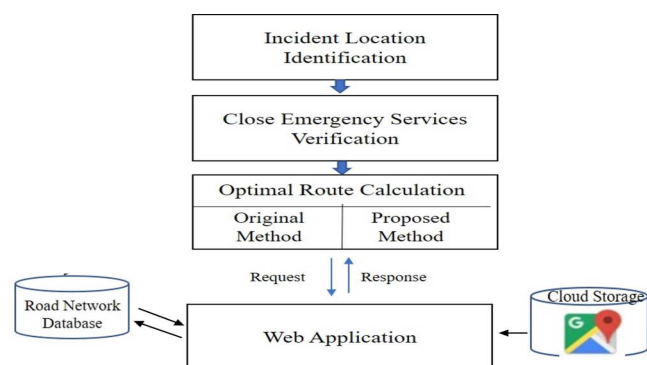 Incident Location
Identification
Close Emergency Services
Verification
Optimal Route Calculation
Original
Method
Proposed
Method
Request
Response
Road Network
Database
Web Application
Cloud Storage
G